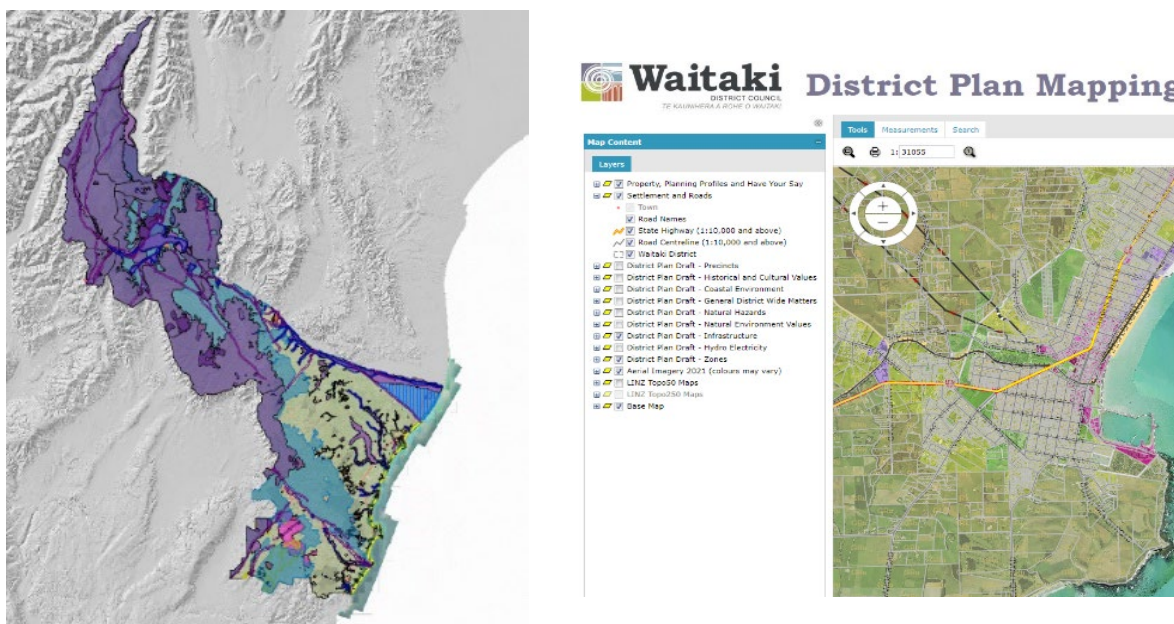 Waitaki
DISTRICT COUNCIL
TE KAUNIHERA Ā ROHE O WAITAKI
District Plan Mapping
Map Content
Layers
Property, Planning Profiles and Have Your Say
Settlement and Roads
Town
Road Names
State Highway (1:10,000 and above)
Road Centreline (1:10,000 and above)
Waitaki District
District Plan Draft - Precincts
District Plan Draft - Historical and Cultural Values
District Plan Draft - Coastal Environment
District Plan Draft - General District Wide Matters
District Plan Draft - Natural Hazards
District Plan Draft - Natural Environment Values
District Plan Draft - Infrastructure
District Plan Draft - Hydro Electricity
District Plan Draft - Zones
Aerial Imagery 2021 (colours may vary)
LINZ Topo50 Maps
LINZ Topo250 Maps
Base Map
Tools Measurements Search
1: 31055